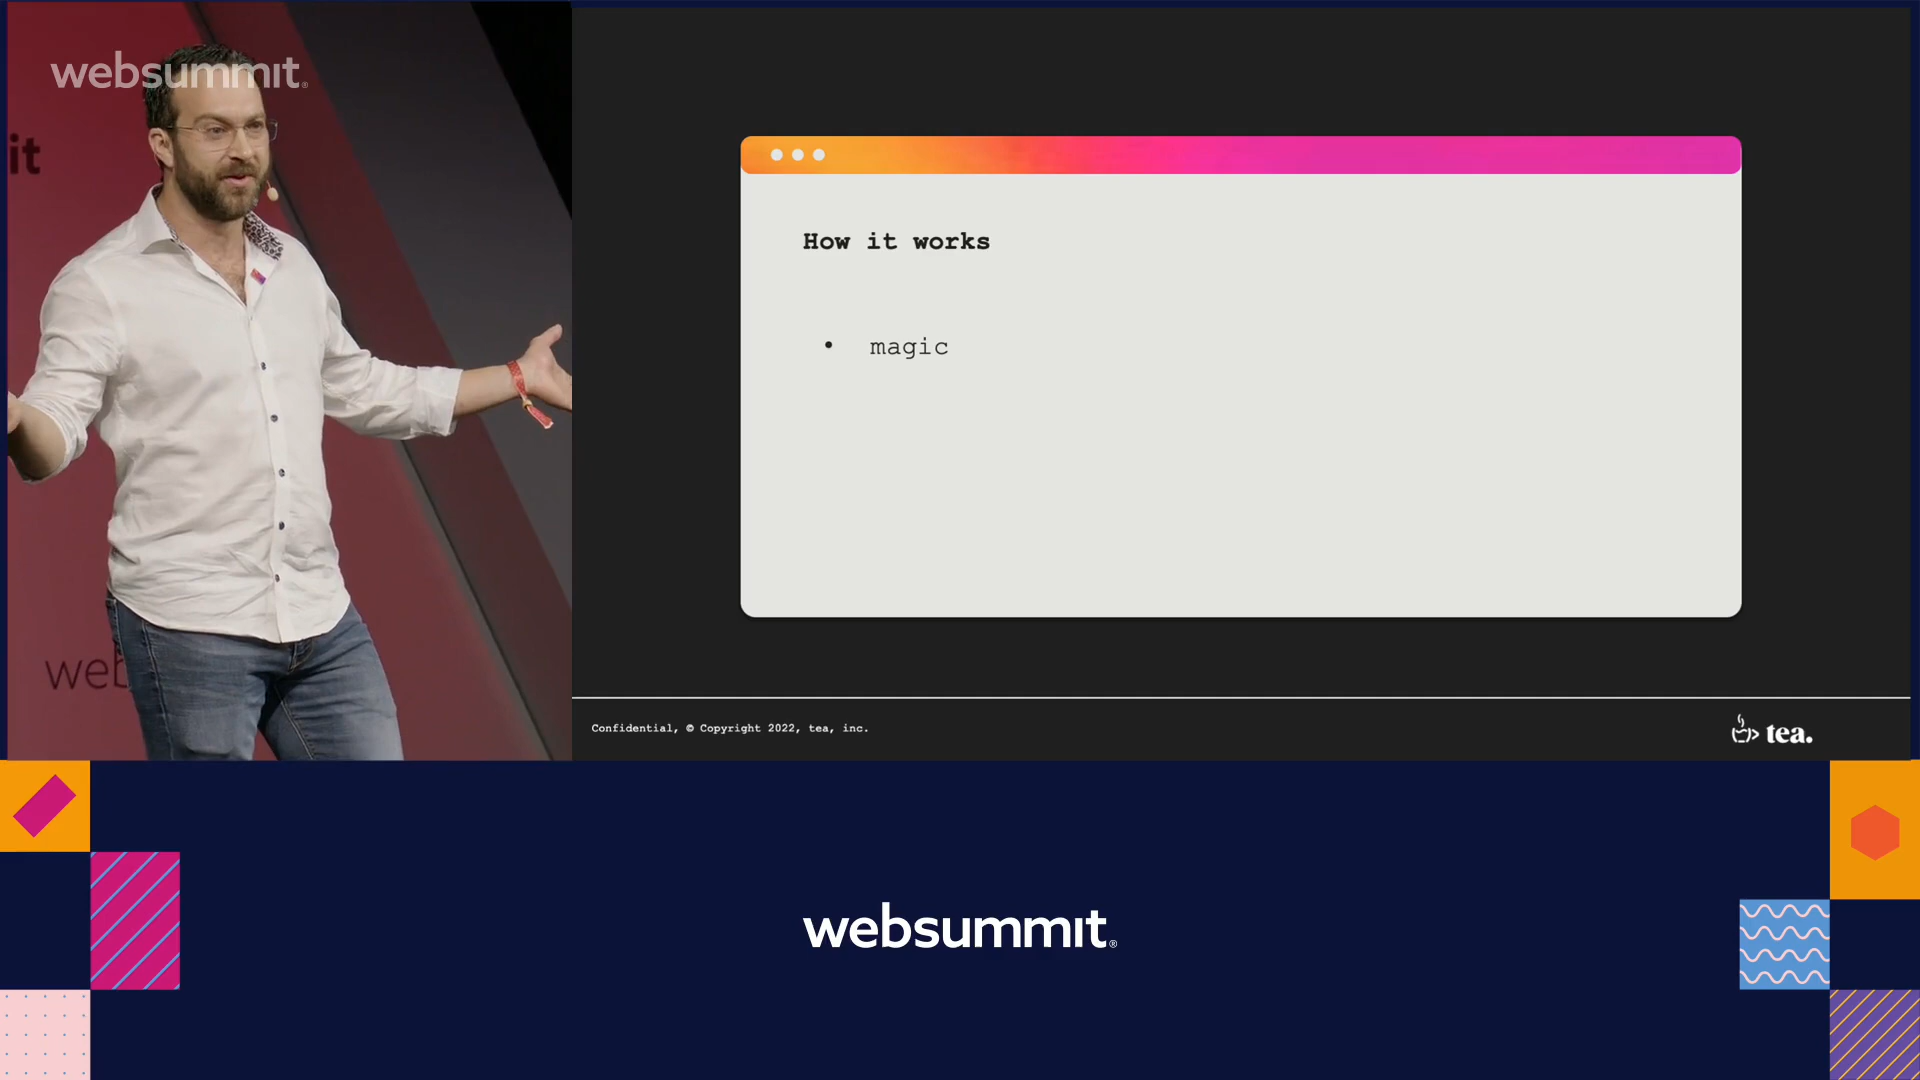 websummit®
it
web
How it works
• magic
Confidential, © Copyright 2022, tea, inc.
tea.
websummit®